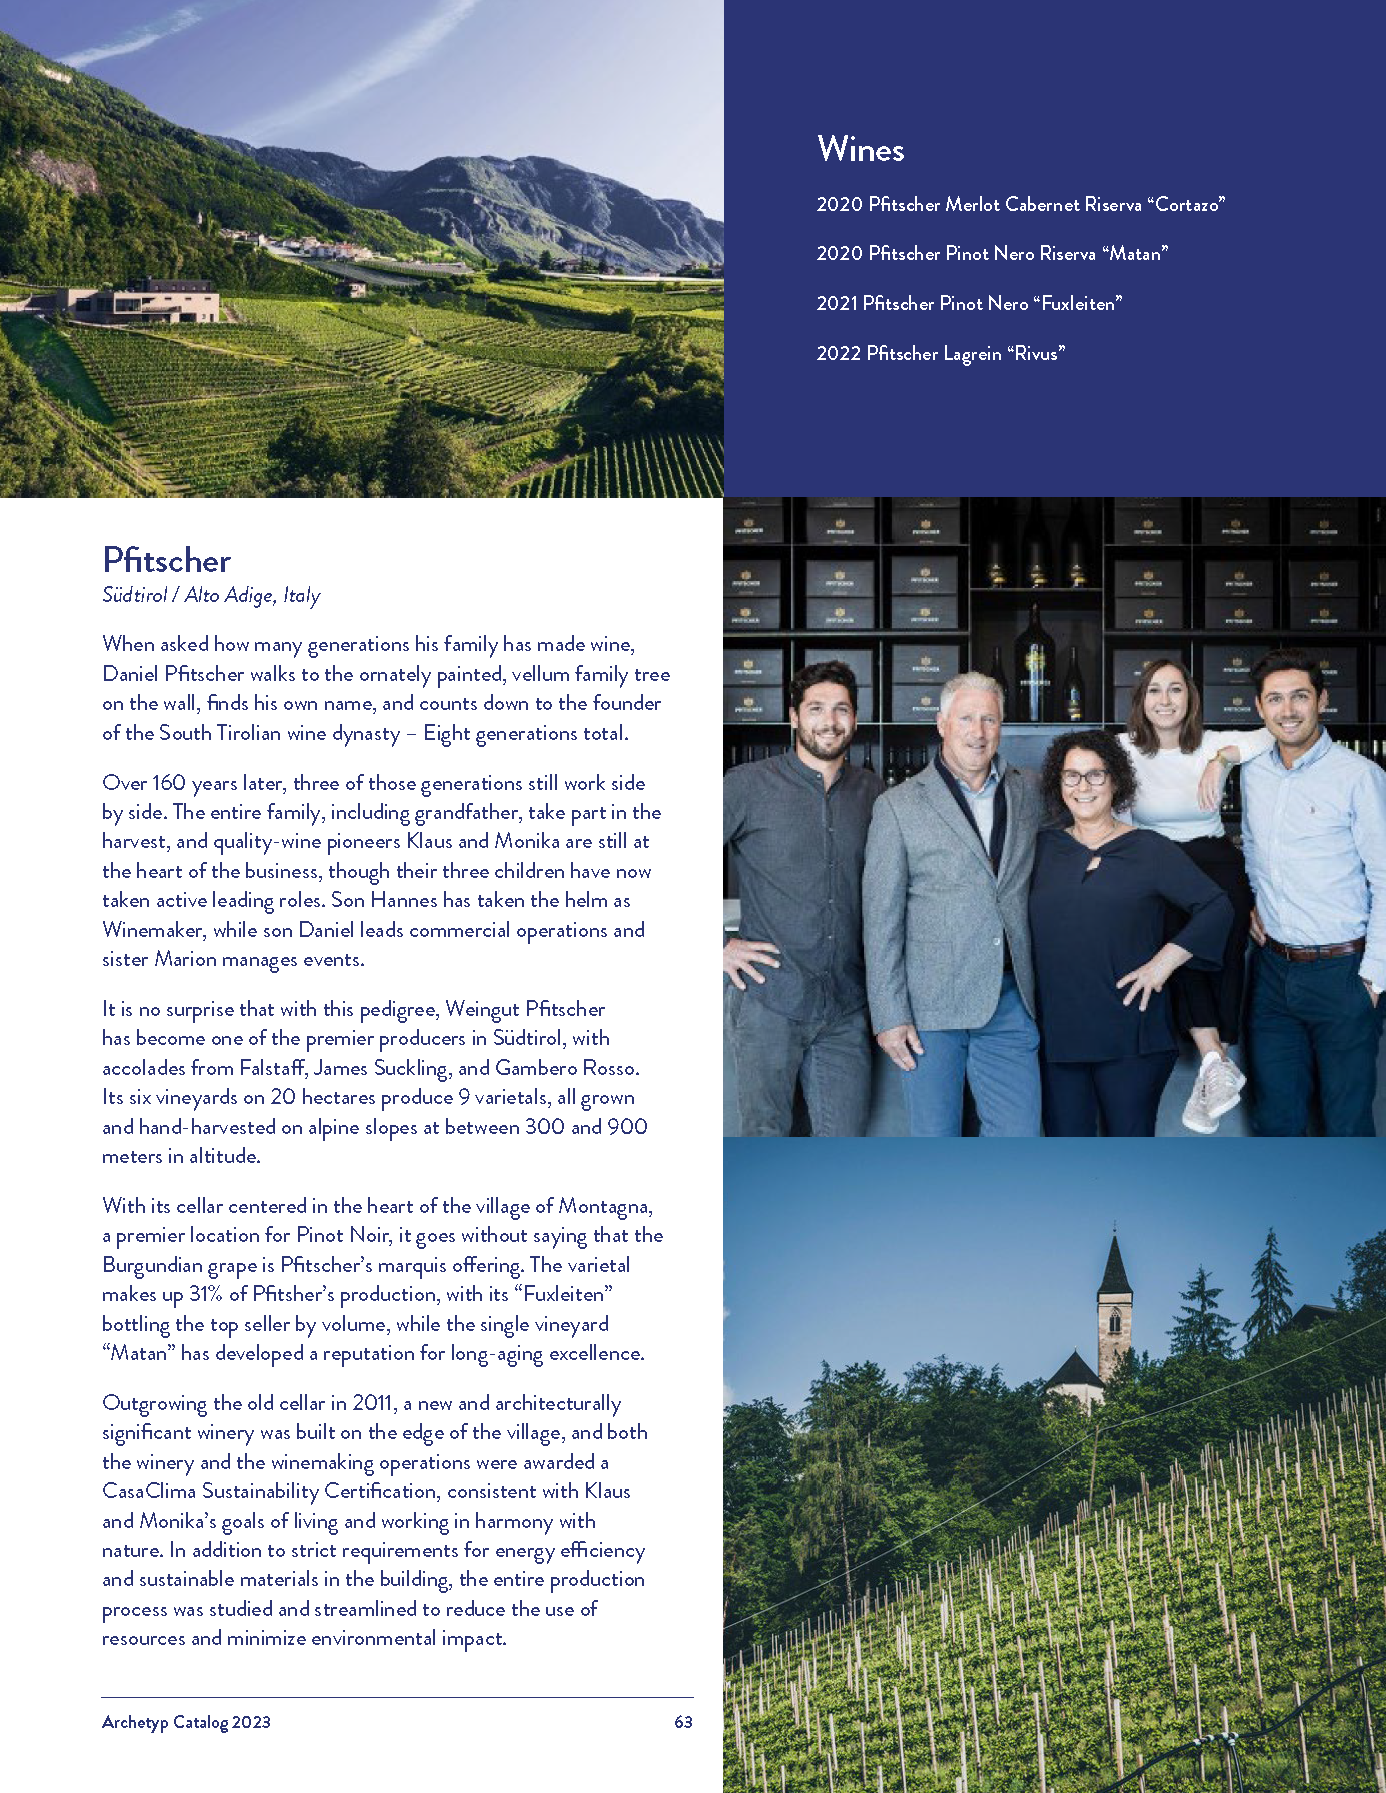 Wines
2020 Pfitscher Merlot Cabernet Riserva “Cortazo”
2020 Pfitscher Pinot Nero Riserva “Matan”
2021 Pfitscher Pinot Nero “Fuxleiten”
2022 Pfitscher Lagrein “Rivus”
Pfitscher
Südtirol / Alto Adige, Italy
When asked how many generations his family has made wine,
Daniel Pfitscher walks to the ornately painted, vellum family tree
on the wall, finds his own name, and counts down to the founder
of the South Tirolian wine dynasty – Eight generations total.
Over 160 years later, three of those generations still work side
by side. The entire family, including grandfather, take part in the
harvest, and quality-wine pioneers Klaus and Monika are still at
the heart of the business, though their three children have now
taken active leading roles. Son Hannes has taken the helm as
Winemaker, while son Daniel leads commercial operations and
sister Marion manages events.
It is no surprise that with this pedigree, Weingut Pfitscher
has become one of the premier producers in Südtirol, with
accolades from Falstaff, James Suckling, and Gambero Rosso.
Its six vineyards on 20 hectares produce 9 varietals, all grown
and hand-harvested on alpine slopes at between 300 and 900
meters in altitude.
With its cellar centered in the heart of the village of Montagna,
a premier location for Pinot Noir, it goes without saying that the
Burgundian grape is Pfitscher’s marquis offering. The varietal
makes up 31% of Pfitsher’s production, with its “Fuxleiten”
bottling the top seller by volume, while the single vineyard
“Matan” has developed a reputation for long-aging excellence.
Outgrowing the old cellar in 2011, a new and architecturally
significant winery was built on the edge of the village, and both
the winery and the winemaking operations were awarded a
CasaClima Sustainability Certification, consistent with Klaus
and Monika’s goals of living and working in harmony with
nature. In addition to strict requirements for energy efficiency
and sustainable materials in the building, the entire production
process was studied and streamlined to reduce the use of
resources and minimize environmental impact.
Archetyp Catalog 2023
63